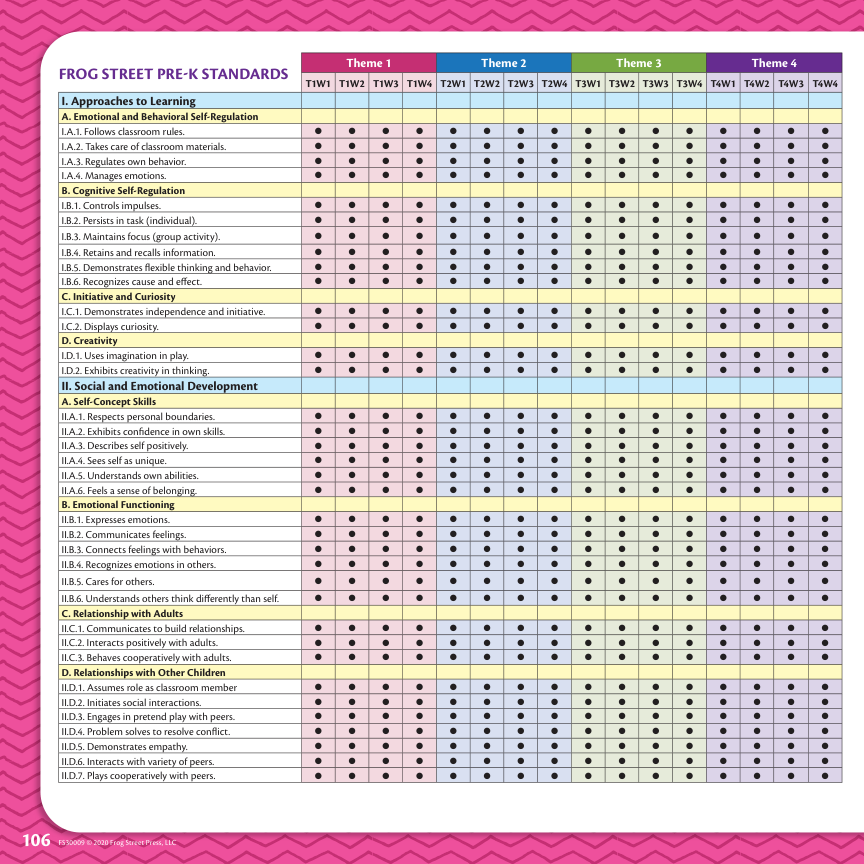 Theme 1 Theme 2 Theme 3 Theme 4
FROG STREET PRE-K STANDARDS
T1W1 T1W2 T1W3 T1W4 T2W1 T2W2 T2W3 T2W4 T3W1 T3W2 T3W3 T3W4 T4W1 T4W2 T4W3 T4W4
I. Approaches to Learning
A. Emotional and Behavioral Self-Regulation
I.A.1. Follows classroom rules. ● ● ● ● ● ● ● ● ● ● ● ● ● ● ● ●
I.A.2. Takes care of classroom materials. ● ● ● ● ● ● ● ● ● ● ● ● ● ● ● ●
I.A.3. Regulates own behavior. ● ● ● ● ● ● ● ● ● ● ● ● ● ● ● ●
I.A.4. Manages emotions. ● ● ● ● ● ● ● ● ● ● ● ● ● ● ● ●
B. Cognitive Self-Regulation
I.B.1. Controls impulses. ● ● ● ● ● ● ● ● ● ● ● ● ● ● ● ●
I.B.2. Persists in task (individual). ● ● ● ● ● ● ● ● ● ● ● ● ● ● ● ●
I.B.3. Maintains focus (group activity). ● ● ● ● ● ● ● ● ● ● ● ● ● ● ● ●
I.B.4. Retains and recalls information. ● ● ● ● ● ● ● ● ● ● ● ● ● ● ● ●
I.B.5. Demonstrates flexible thinking and behavior. ● ● ● ● ● ● ● ● ● ● ● ● ● ● ● ●
I.B.6. Recognizes cause and effect. ● ● ● ● ● ● ● ● ● ● ● ● ● ● ● ●
C. Initiative and Curiosity
I.C.1. Demonstrates independence and initiative. ● ● ● ● ● ● ● ● ● ● ● ● ● ● ● ●
I.C.2. Displays curiosity. ● ● ● ● ● ● ● ● ● ● ● ● ● ● ● ●
D. Creativity
I.D.1. Uses imagination in play. ● ● ● ● ● ● ● ● ● ● ● ● ● ● ● ●
I.D.2. Exhibits creativity in thinking. ● ● ● ● ● ● ● ● ● ● ● ● ● ● ● ●
II. Social and Emotional Development
A. Self-Concept Skills
II.A.1. Respects personal boundaries. ● ● ● ● ● ● ● ● ● ● ● ● ● ● ● ●
II.A.2. Exhibits confidence in own skills. ● ● ● ● ● ● ● ● ● ● ● ● ● ● ● ●
II.A.3. Describes self positively. ● ● ● ● ● ● ● ● ● ● ● ● ● ● ● ●
II.A.4. Sees self as unique. ● ● ● ● ● ● ● ● ● ● ● ● ● ● ● ●
II.A.5. Understands own abilities. ● ● ● ● ● ● ● ● ● ● ● ● ● ● ● ●
II.A.6. Feels a sense of belonging. ● ● ● ● ● ● ● ● ● ● ● ● ● ● ● ●
B. Emotional Functioning
II.B.1. Expresses emotions. ● ● ● ● ● ● ● ● ● ● ● ● ● ● ● ●
II.B.2. Communicates feelings. ● ● ● ● ● ● ● ● ● ● ● ● ● ● ● ●
II.B.3. Connects feelings with behaviors. ● ● ● ● ● ● ● ● ● ● ● ● ● ● ● ●
II.B.4. Recognizes emotions in others. ● ● ● ● ● ● ● ● ● ● ● ● ● ● ● ●
II.B.5. Cares for others. ● ● ● ● ● ● ● ● ● ● ● ● ● ● ● ●
II.B.6. Understands others think differently than self. ● ● ● ● ● ● ● ● ● ● ● ● ● ● ● ●
C. Relationship with Adults
II.C.1. Communicates to build relationships. ● ● ● ● ● ● ● ● ● ● ● ● ● ● ● ●
II.C.2. Interacts positively with adults. ● ● ● ● ● ● ● ● ● ● ● ● ● ● ● ●
II.C.3. Behaves cooperatively with adults. ● ● ● ● ● ● ● ● ● ● ● ● ● ● ● ●
D. Relationships with Other Children
II.D.1. Assumes role as classroom member ● ● ● ● ● ● ● ● ● ● ● ● ● ● ● ●
II.D.2. Initiates social interactions. ● ● ● ● ● ● ● ● ● ● ● ● ● ● ● ●
II.D.3. Engages in pretend play with peers. ● ● ● ● ● ● ● ● ● ● ● ● ● ● ● ●
II.D.4. Problem solves to resolve conflict. ● ● ● ● ● ● ● ● ● ● ● ● ● ● ● ●
II.D.5. Demonstrates empathy. ● ● ● ● ● ● ● ● ● ● ● ● ● ● ● ●
II.D.6. Interacts with variety of peers. ● ● ● ● ● ● ● ● ● ● ● ● ● ● ● ●
II.D.7. Plays cooperatively with peers. ● ● ● ● ● ● ● ● ● ● ● ● ● ● ● ●
106 FS30009 © 2020 Frog Street Press, LLC